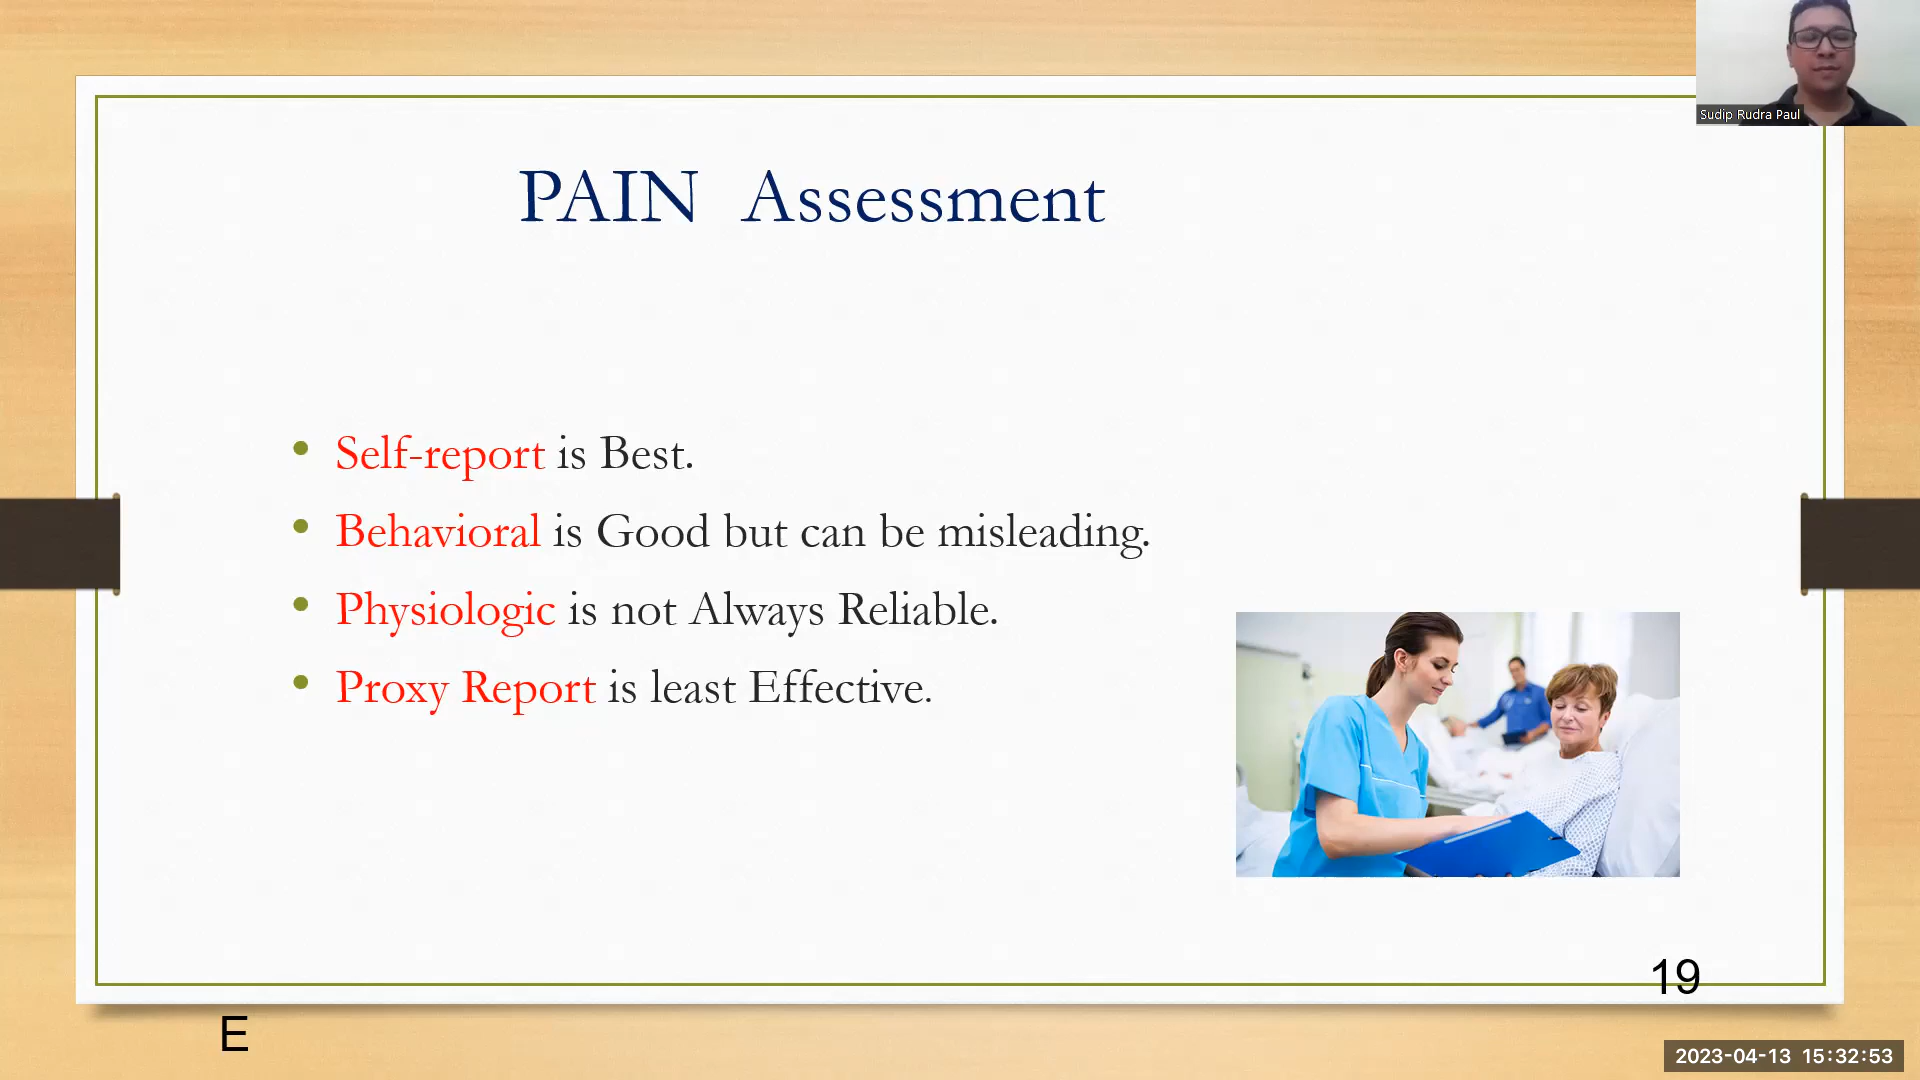 Sudip Rudra Paul
PAIN Assessment
• Self-report is Best.
• Behavioral is Good but can be misleading.
• Physiologic is not Always Reliable.
• Proxy Report is least Effective.
19
E
2023-04-13 15:32:53